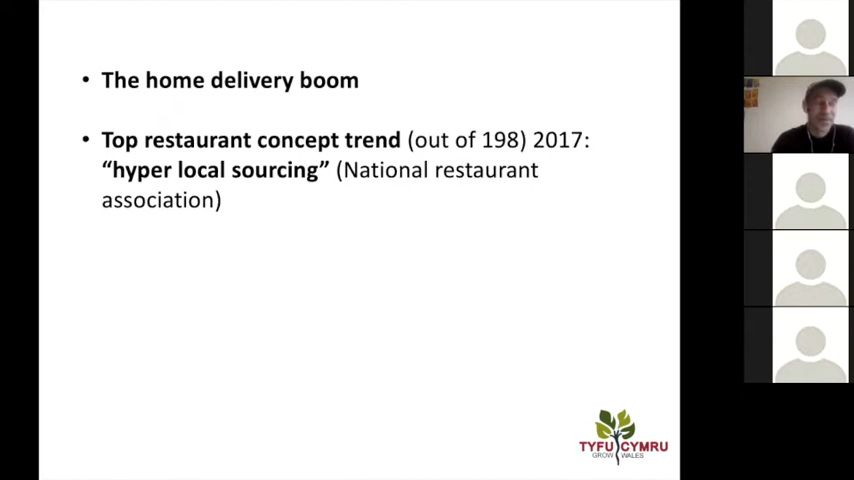 • The home delivery boom
• Top restaurant concept trend (out of 198) 2017:
“hyper local sourcing” (National restaurant
association)
TYFU CYMRU
GROW WALES